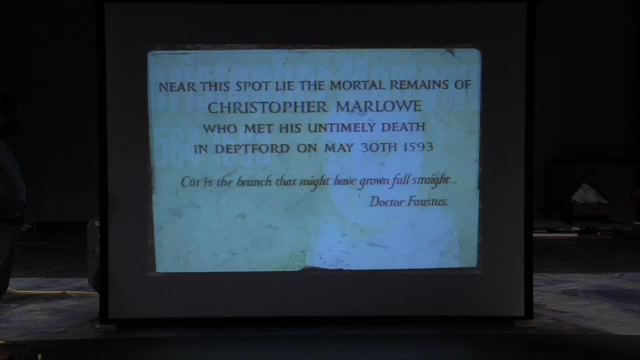 NEAR THIS SPOT LIE THE MORTAL REMAINS OF
CHRISTOPHER MARLOWE
WHO MET HIS UNTIMELY DEATH
IN DEPTFORD ON MAY 30TH 1593
Cut is the branch that might have grown full straight...
Doctor Faustus.